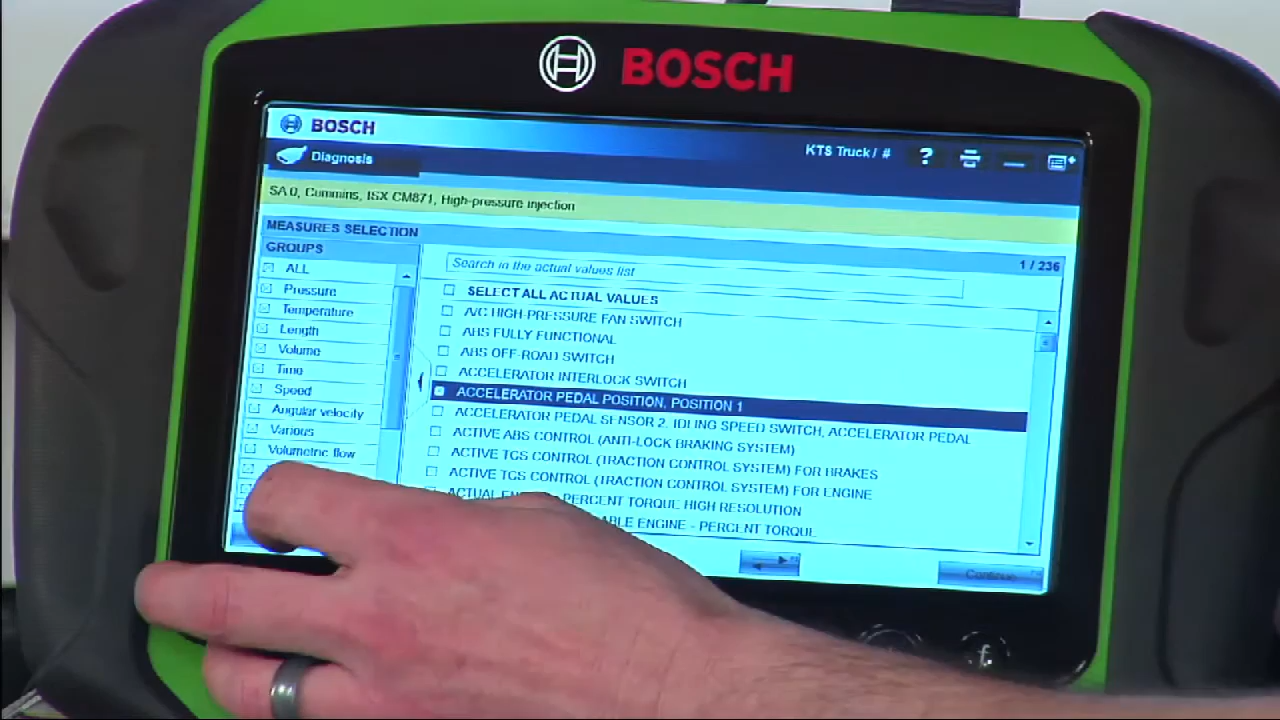 BOSCH
BOSCH
KTS Truck / #
?
Diagnosis
SA 0, Cummins, ISX CM871, High-pressure injection
MEASURES SELECTION
GROUPS
1 / 236
Search in the actual values list
ALL
Pressure
Temperature
Length
Volume
Time
Speed
Angular velocity
Various
Volumetric flow
SELECT ALL ACTUAL VALUES
A/C HIGH-PRESSURE FAN SWITCH
ABS FULLY FUNCTIONAL
ABS OFF-ROAD SWITCH
ACCELERATOR INTERLOCK SWITCH
ACCELERATOR PEDAL POSITION, POSITION 1
ACCELERATOR PEDAL SENSOR 2, IDLING SPEED SWITCH, ACCELERATOR PEDAL
ACTIVE ABS CONTROL (ANTI-LOCK BRAKING SYSTEM)
ACTIVE TCS CONTROL (TRACTION CONTROL SYSTEM) FOR BRAKES
ACTIVE TCS CONTROL (TRACTION CONTROL SYSTEM) FOR ENGINE
ACTUAL PERCENT TORQUE HIGH RESOLUTION
ENGINE - PERCENT TORQUE
Continue